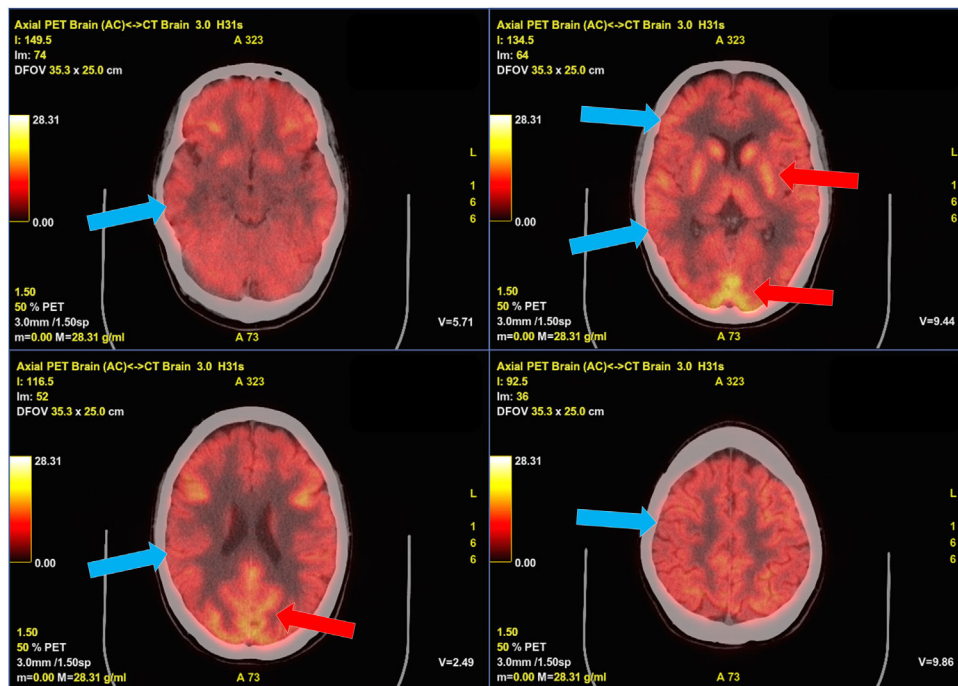 Axial PET Brain (AC)<->CT Brain 3.0 H31s
I: 149.5
A 323
Im: 74
DFOV 35.3 x 25.0 cm
28.31
L
1
6
6
0.00
1.50
50 % PET
3.0mm /1.50sp
V=5.71
m=0.00 M=28.31 g/ml
A 73
Axial PET Brain (AC)<->CT Brain 3.0 H31s
I: 134.5
A 323
Im: 64
DFOV 35.3 x 25.0 cm
28.31
L
1
6
6
0.00
1.50
50 % PET
3.0mm /1.50sp
V=9.44
m=0.00 M=28.31 g/ml
A 73
Axial PET Brain (AC)<->CT Brain 3.0 H31s
I: 116.5
A 323
Im: 52
DFOV 35.3 x 25.0 cm
28.31
L
1
6
6
0.00
1.50
50 % PET
3.0mm /1.50sp
V=2.49
m=0.00 M=28.31 g/ml
A 73
Axial PET Brain (AC)<->CT Brain 3.0 H31s
I: 92.5
A 323
Im: 36
DFOV 35.3 x 25.0 cm
28.31
L
1
6
6
0.00
1.50
50 % PET
3.0mm /1.50sp
V=9.86
m=0.00 M=28.31 g/ml
A 73